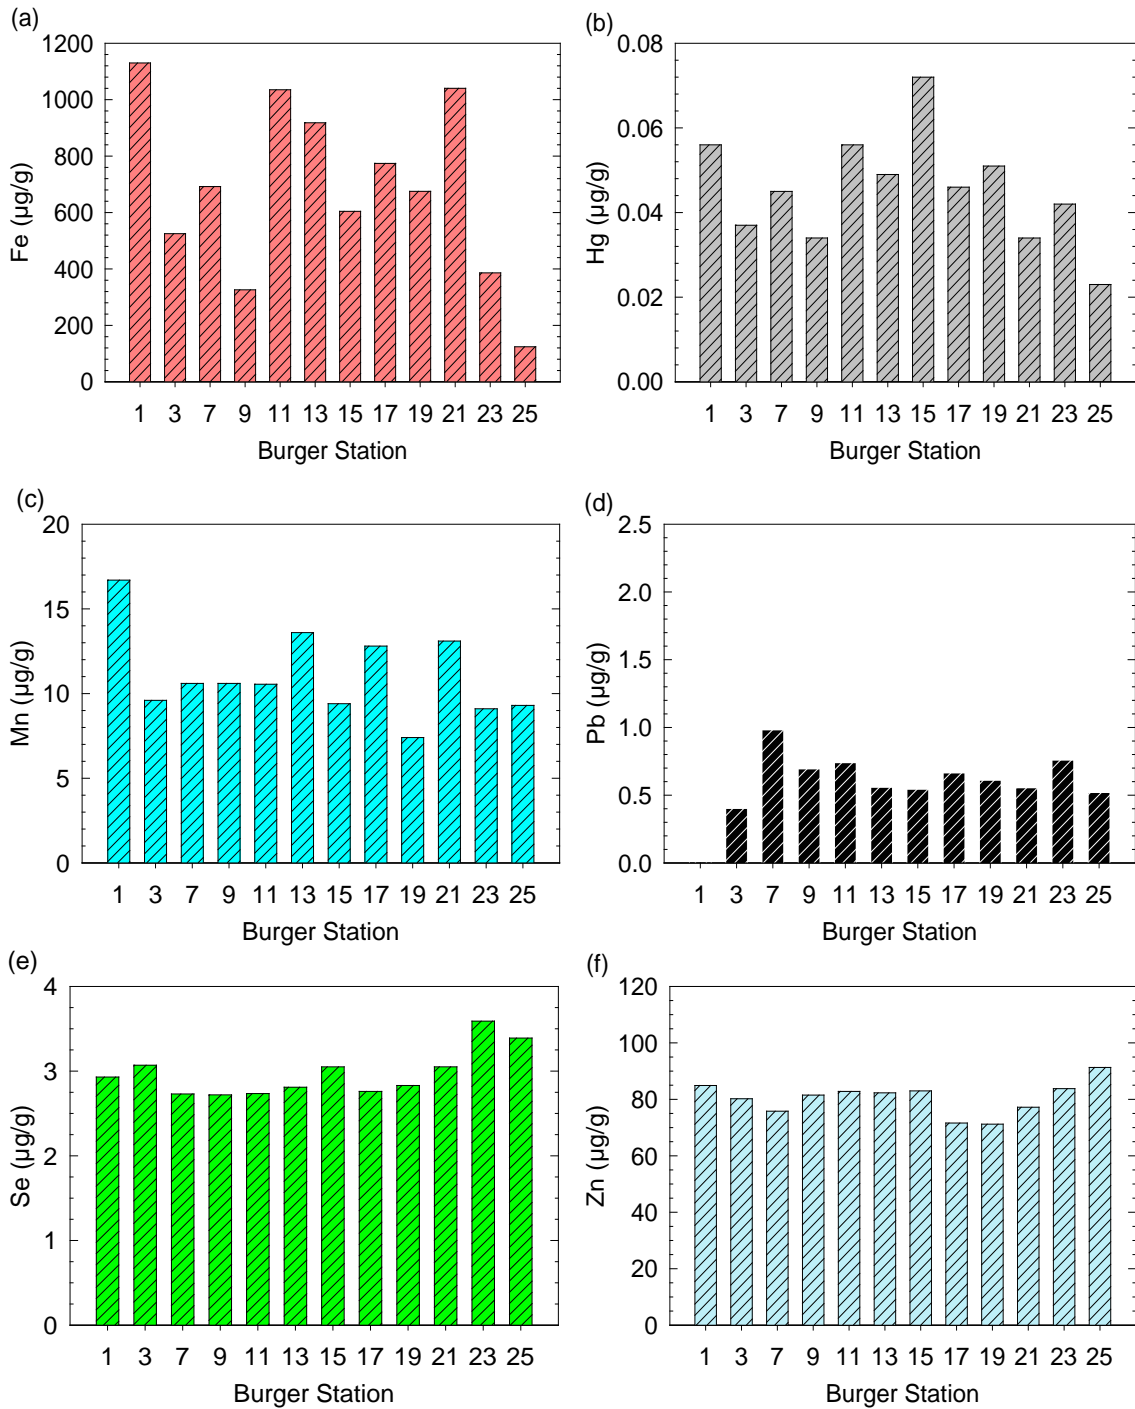 (a)
1200
1000
800
600
400
200
0
Fe (µg/g)
1 3 7 9 11 13 15 17 19 21 23 25
Burger Station
(b)
0.08
0.06
0.04
0.02
0.00
Hg (µg/g)
1 3 7 9 11 13 15 17 19 21 23 25
Burger Station
(c)
20
15
10
5
0
Mn (µg/g)
1 3 7 9 11 13 15 17 19 21 23 25
Burger Station
(d)
2.5
2.0
1.5
1.0
0.5
0.0
Pb (µg/g)
1 3 7 9 11 13 15 17 19 21 23 25
Burger Station
(e)
4
3
2
1
0
Se (µg/g)
1 3 7 9 11 13 15 17 19 21 23 25
Burger Station
(f)
120
100
80
60
40
20
0
Zn (µg/g)
1 3 7 9 11 13 15 17 19 21 23 25
Burger Station